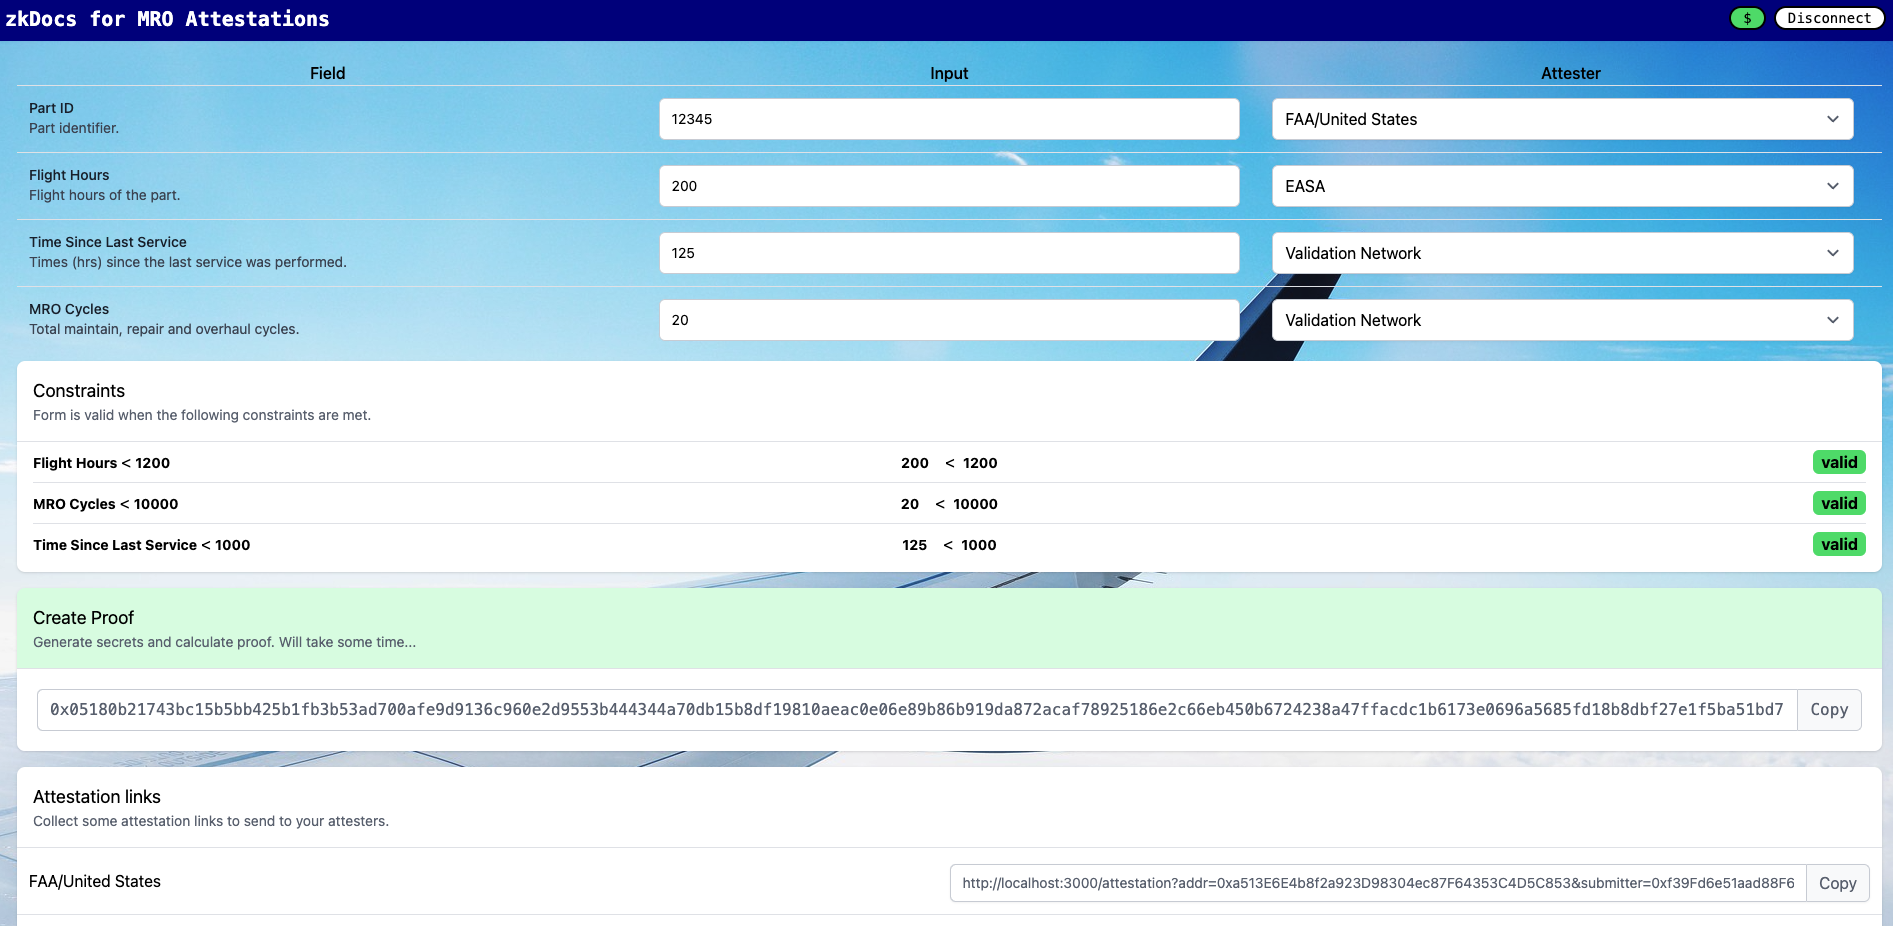 zkDocs for MRO Attestations
$
Disconnect
Field
Input
Attester
Part ID
Part identifier.
12345
FAA/United States
Flight Hours
Flight hours of the part.
200
EASA
Time Since Last Service
Times (hrs) since the last service was performed.
125
Validation Network
MRO Cycles
Total maintain, repair and overhaul cycles.
20
Validation Network
Constraints
Form is valid when the following constraints are met.
Flight Hours < 1200
200 < 1200
valid
MRO Cycles < 10000
20 < 10000
valid
Time Since Last Service < 1000
125 < 1000
valid
Create Proof
Generate secrets and calculate proof. Will take some time...
0x05180b21743bc15b5bb425b1fb3b53ad700afe9d9136c960e2d9553b444344a70db15b8df19810aeac0e06e89b86b919da872acaf78925186e2c66eb450b6724238a47ffacdc1b6173e0696a5685fd18b8dbf27e1f5ba51bd7
Copy
Attestation links
Collect some attestation links to send to your attesters.
FAA/United States
http://localhost:3000/attestation?addr=0xa513E6E4b8f2a923D98304ec87F64353C4D5C853&submitter=0xf39Fd6e51aad88F6
Copy